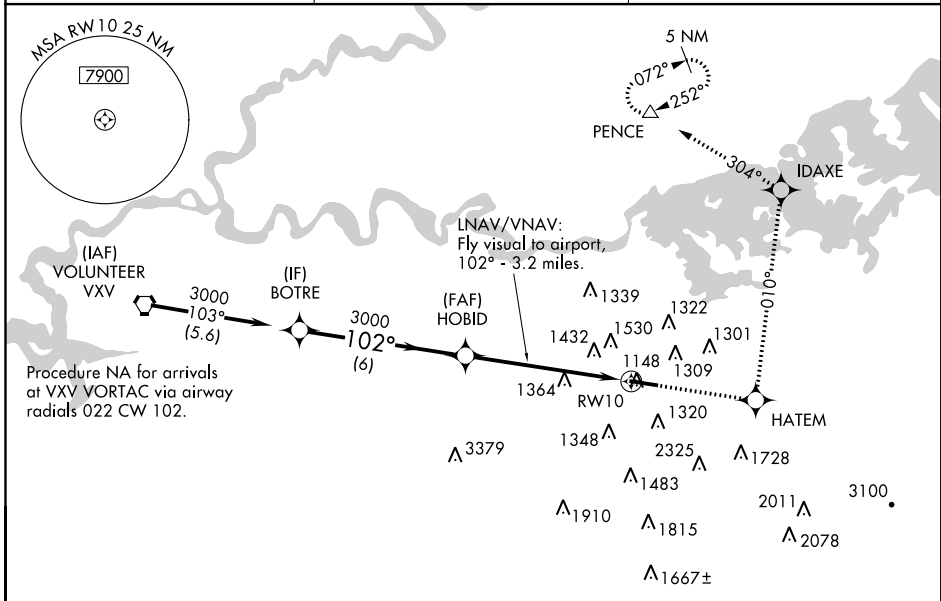 MSA RW10 25 NM
7900
5 NM
072°
252°
PENCE
304°
IDAXE
010°
LNAV/VNAV:
Fly visual to airport,
102° - 3.2 miles.
(IAF)
VOLUNTEER
VXV
(IF)
BOTRE
(FAF)
HOBID
3000
103°
(5.6)
3000
102°
(6)
Procedure NA for arrivals
at VXV VORTAC via airway
radials 022 CW 102.
1339
1322
1530
1432
1301
1148
1309
1364
RW10
1320
HATEM
1348
3379
2325
1728
1483
3100
2011
1910
1815
2078
1667±